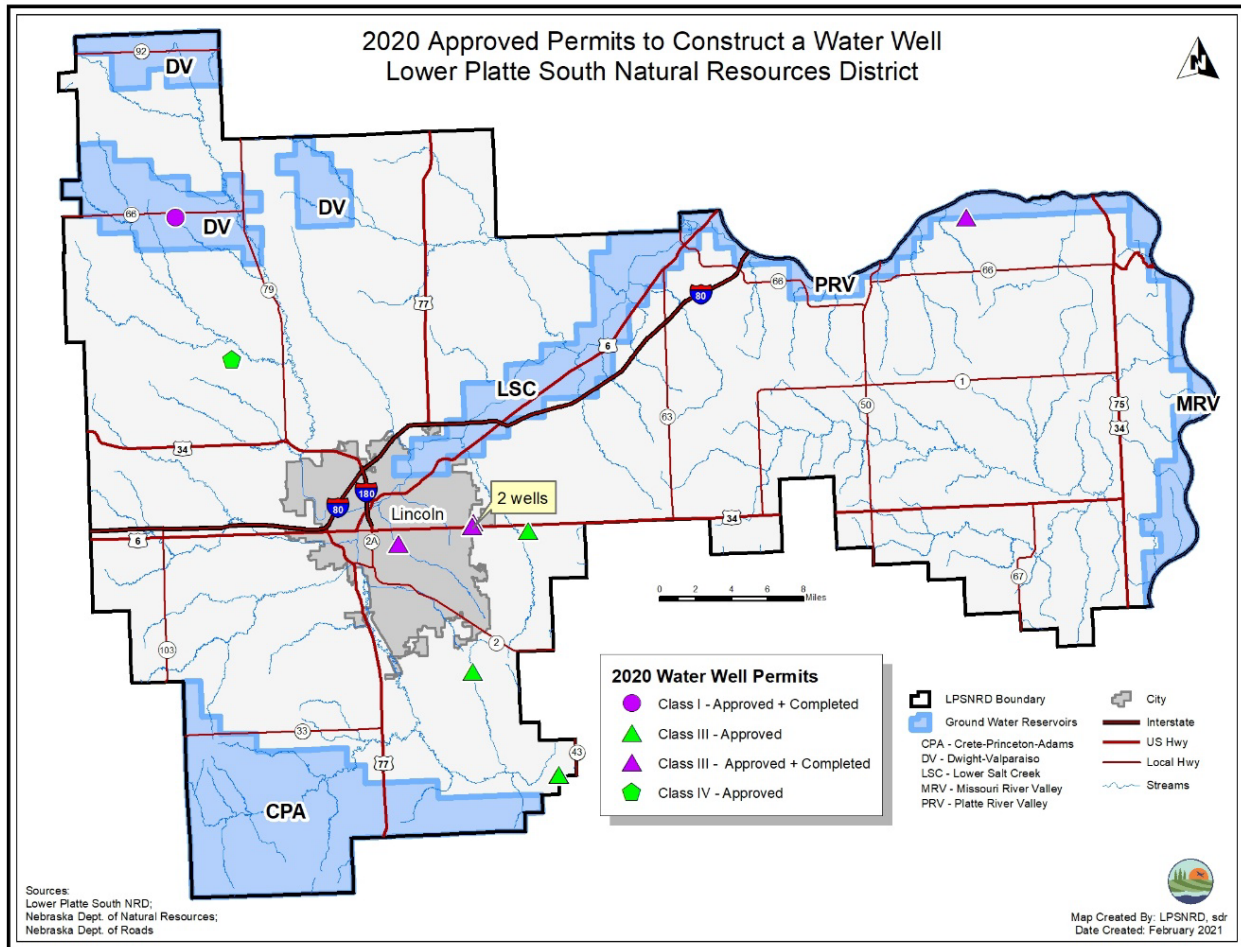 2020 Approved Permits to Construct a Water Well
Lower Platte South Natural Resources District
N
92
DV
66
DV
DV
79
77
66
66
PRV
80
6
LSC
63
50
1
75
34
MRV
34
180
80
Lincoln
2 wells
34
6
2A
67
0 2 4 6 8
Miles
103
2
33
77
43
CPA
2020 Water Well Permits
Class I - Approved + Completed
Class III - Approved
Class III - Approved + Completed
Class IV - Approved
LPSNRD Boundary
Ground Water Reservoirs
CPA - Crete-Princeton-Adams
DV - Dwight-Valparaiso
LSC - Lower Salt Creek
MRV - Missouri River Valley
PRV - Platte River Valley
City
Interstate
US Hwy
Local Hwy
Streams
Sources:
Lower Platte South NRD;
Nebraska Dept. of Natural Resources;
Nebraska Dept. of Roads
Map Created By: LPSNRD, sdr
Date Created: February 2021